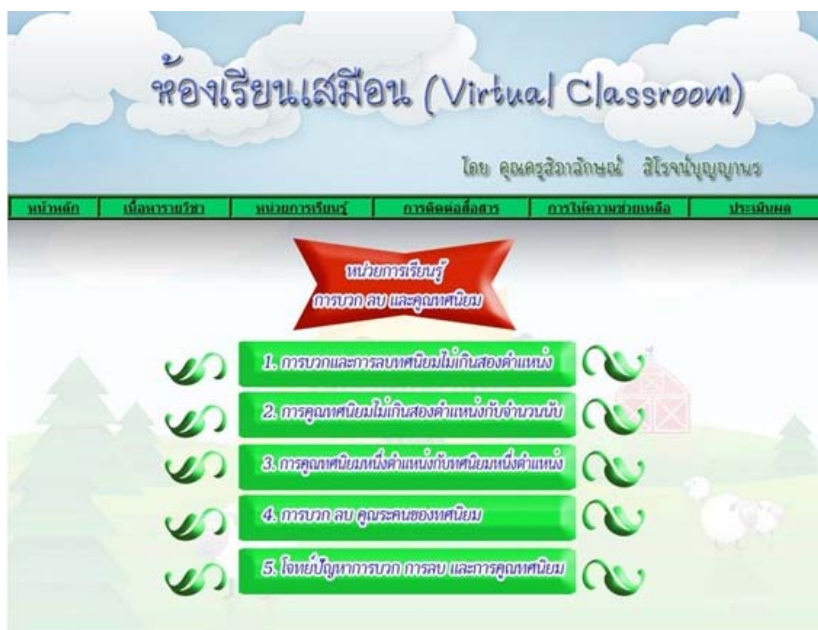 ห้องเรียนเสมือน (Virtual Classroom)
โดย คุณครูสิภาลักษณ์ สิโรจน์บุญญาพร
หน้าหลัก เนื้อหารายวิชา หน่วยการเรียนรู้ การติดต่อสื่อสาร การให้ความช่วยเหลือ ประเมินผล
หน่วยการเรียนรู้
การบวก ลบ และคูณทศนิยม
1. การบวกและการลบทศนิยมไม่เกินสองตำแหน่ง
2. การคูณทศนิยมไม่เกินสองตำแหน่งกับจำนวนนับ
3. การคูณทศนิยมหนึ่งตำแหน่งกับทศนิยมหนึ่งตำแหน่ง
4. การบวก ลบ คูณระคนของทศนิยม
5. โจทย์ปัญหาการบวก การลบ และการคูณทศนิยม